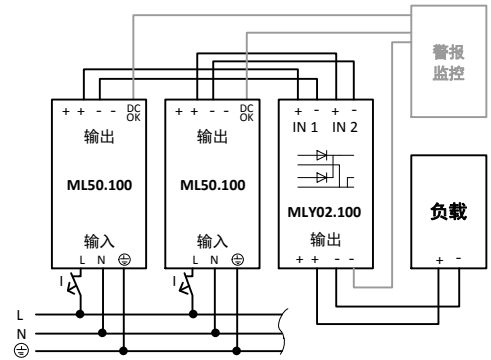 警报
监控
+ + - - DC OK
输出
ML50.100
输入
L N
I
+ + - - DC OK
输出
ML50.100
输入
L N
I
+ - + -
IN 1 IN 2
MLY02.100
输出
+ + - -
负载
+ -
L
N